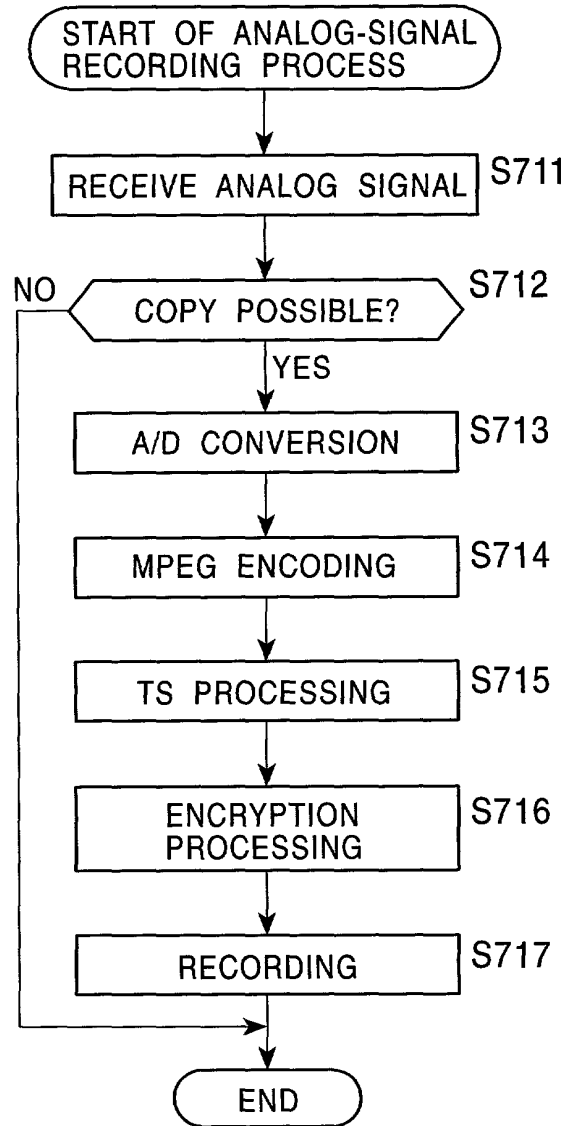 START OF ANALOG-SIGNAL
RECORDING PROCESS
RECEIVE ANALOG SIGNAL
S711
NO
COPY POSSIBLE?
S712
YES
A/D CONVERSION
S713
MPEG ENCODING
S714
TS PROCESSING
S715
ENCRYPTION
PROCESSING
S716
RECORDING
S717
END